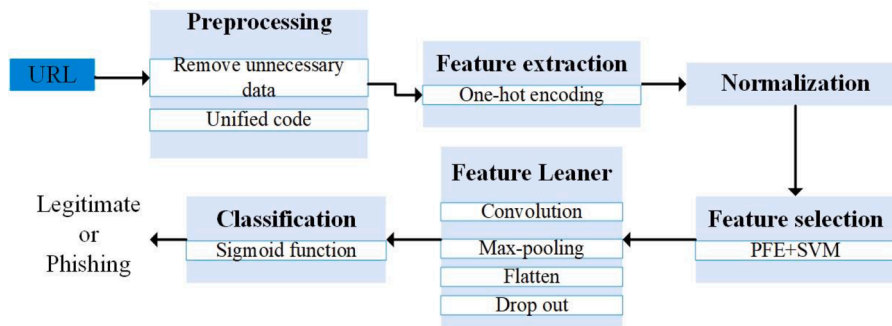 URL
Preprocessing
Remove unnecessary
data
Unified code
Feature extraction
One-hot encoding
Normalization
Feature selection
PFE+SVM
Feature Leaner
Convolution
Max-pooling
Flatten
Drop out
Classification
Sigmoid function
Legitimate
or
Phishing